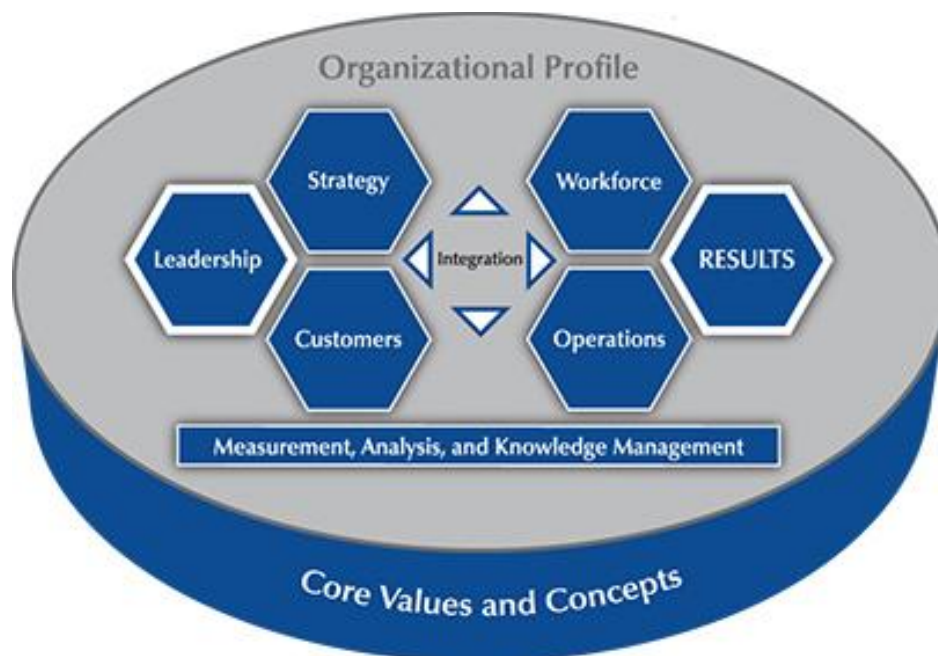 Organizational Profile
Strategy
Workforce
Leadership
Integration
RESULTS
Customers
Operations
Measurement, Analysis, and Knowledge Management
Core Values and Concepts